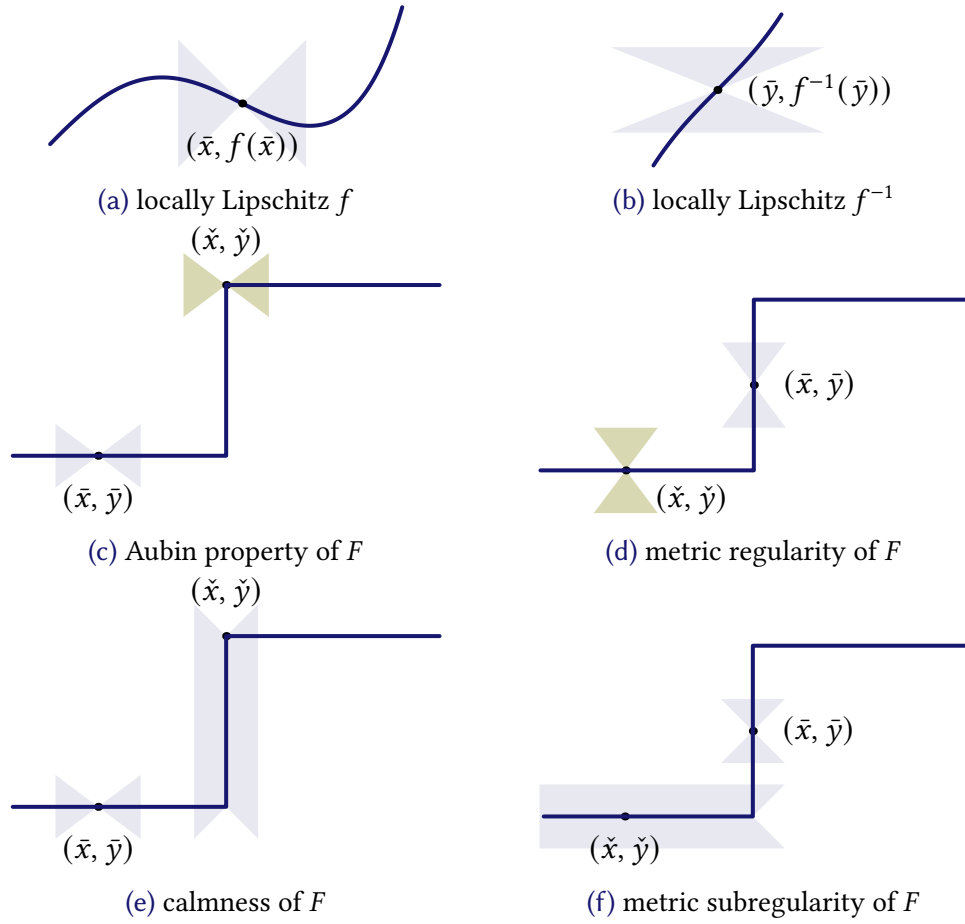 (x̄, f(x̄))
(ȳ, f⁻¹(ȳ))
(a) locally Lipschitz f
(b) locally Lipschitz f⁻¹
(x̌, y̌)
(x̄, ȳ)
(c) Aubin property of F
(x̄, ȳ)
(x̌, y̌)
(d) metric regularity of F
(x̌, y̌)
(x̄, ȳ)
(e) calmness of F
(x̄, ȳ)
(x̌, y̌)
(f) metric subregularity of F